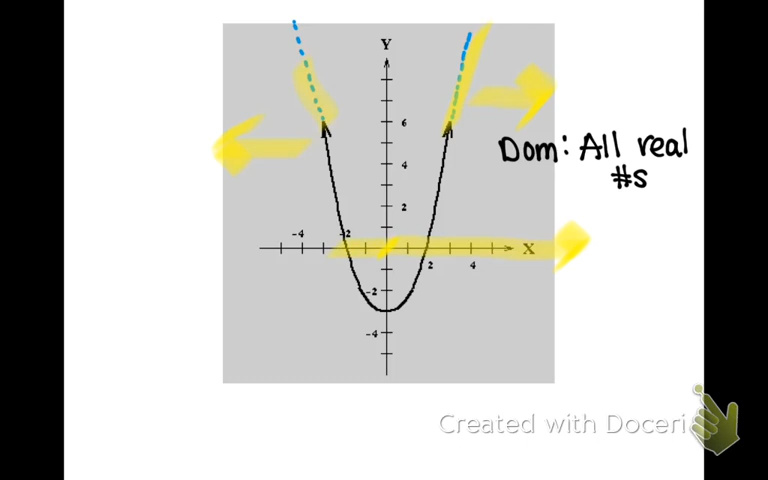 Y
6
4
2
-4 -2
2 4
X
-2
-4
Dom: All real
#s
Created with Doceri